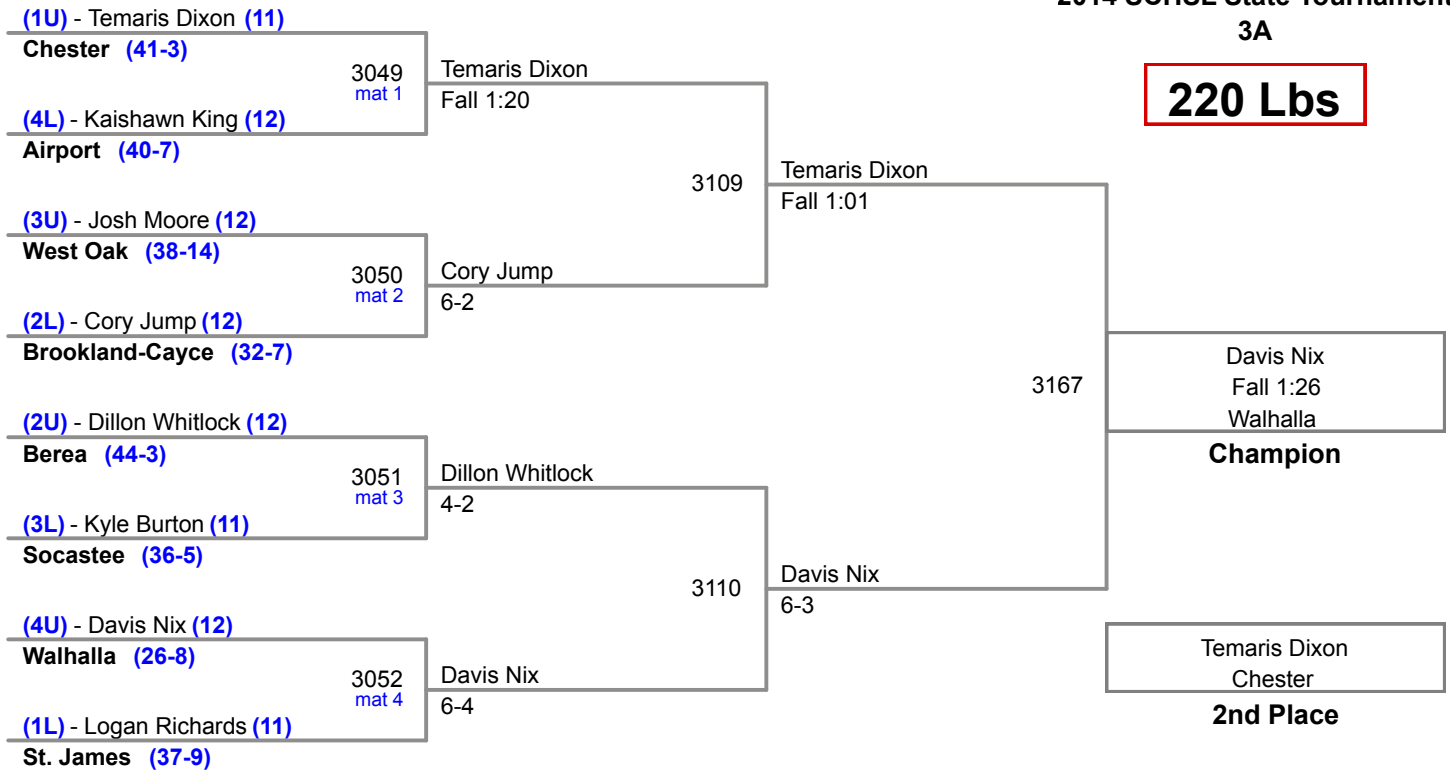 2014 SCHSL State Tournament
3A
220 Lbs
(1U) - Temaris Dixon (11)
Chester (41-3)
3049
mat 1
(4L) - Kaishawn King (12)
Airport (40-7)
Temaris Dixon
Fall 1:20
(3U) - Josh Moore (12)
West Oak (38-14)
3050
mat 2
(2L) - Cory Jump (12)
Brookland-Cayce (32-7)
Cory Jump
6-2
3109
Temaris Dixon
Fall 1:01
(2U) - Dillon Whitlock (12)
Berea (44-3)
3051
mat 3
(3L) - Kyle Burton (11)
Socastee (36-5)
Dillon Whitlock
4-2
(4U) - Davis Nix (12)
Walhalla (26-8)
3052
mat 4
(1L) - Logan Richards (11)
St. James (37-9)
Davis Nix
6-4
3110
Davis Nix
6-3
3167
Davis Nix
Fall 1:26
Walhalla
Champion
Temaris Dixon
Chester
2nd Place